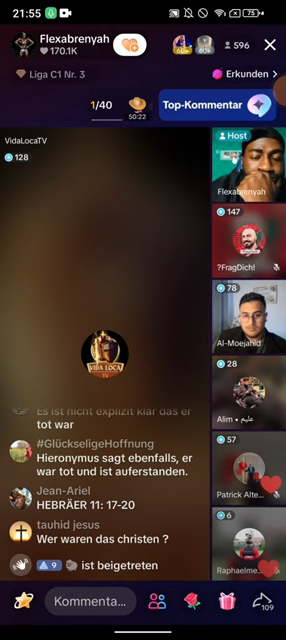 21:55
75
Flexabrenyah
170.1K
596
Liga C1 Nr. 3
Erkunden >
1/40
50:22
Top-Kommentar
VidaLocaTV
128
Host
Flexabrenyah
147
?FragDich!
78
Al-Moejahid
28
Alim • عليم
57
Patrick Alte...
6
Raphaelme...
VIDA LOCA
TV
Es ist nicht explizit klar das er
tot war
#GlückseligeHoffnung
Hieronymus sagt ebenfalls, er
war tot und ist auferstanden.
Jean-Ariel
HEBRÄER 11: 17-20
tauhid jesus
Wer waren das christen ?
9
ist beigetreten
Kommenta...
109